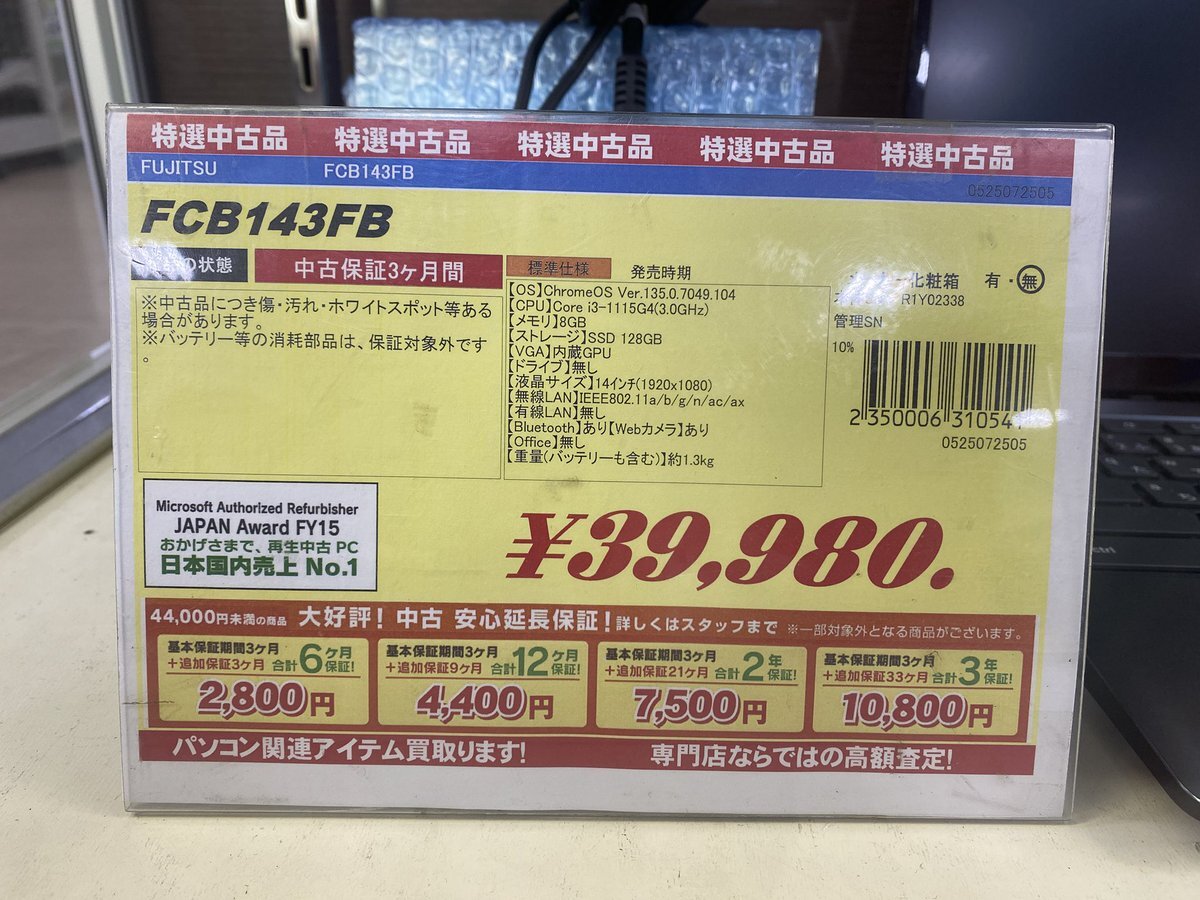 特選中古品 特選中古品 特選中古品 特選中古品 特選中古品
FUJITSU FCB143FB
0525072505
FCB143FB
の状態
中古保証3ヶ月間
標準仕様
発売時期
化粧箱 有・無
R1Y02338
管理SN
10%
※中古品につき傷・汚れ・ホワイトスポット等ある
場合があります。
※バッテリー等の消耗部品は、保証対象外です
。
【OS】ChromeOS Ver.135.0.7049.104
【CPU】Core i3-1115G4(3.0GHz)
【メモリ】8GB
【ストレージ】SSD 128GB
【VGA】内蔵GPU
【ドライブ】無し
【液晶サイズ】14インチ(1920x1080)
【無線LAN】IEEE802.11a/b/g/n/ac/ax
【有線LAN】無し
【Bluetooth】あり【Webカメラ】あり
【Office】無し
【重量(バッテリーも含む)】約1.3kg
2350006310547
0525072505
Microsoft Authorized Refurbisher
JAPAN Award FY15
おかげさまで、再生中古PC
日本国内売上 No.1
¥39,980.
44,000円未満の商品 大好評！中古 安心延長保証！詳しくはスタッフまで ※一部対象外となる商品がございます。
基本保証期間3ヶ月
+追加保証3ヶ月 合計6ヶ月保証!
2,800円
基本保証期間3ヶ月
+追加保証9ヶ月 合計12ヶ月保証!
4,400円
基本保証期間3ヶ月
+追加保証21ヶ月 合計2年保証!
7,500円
基本保証期間3ヶ月
+追加保証33ヶ月 合計3年保証!
10,800円
パソコン関連アイテム買取ります! 専門店ならではの高額査定!
ctrl